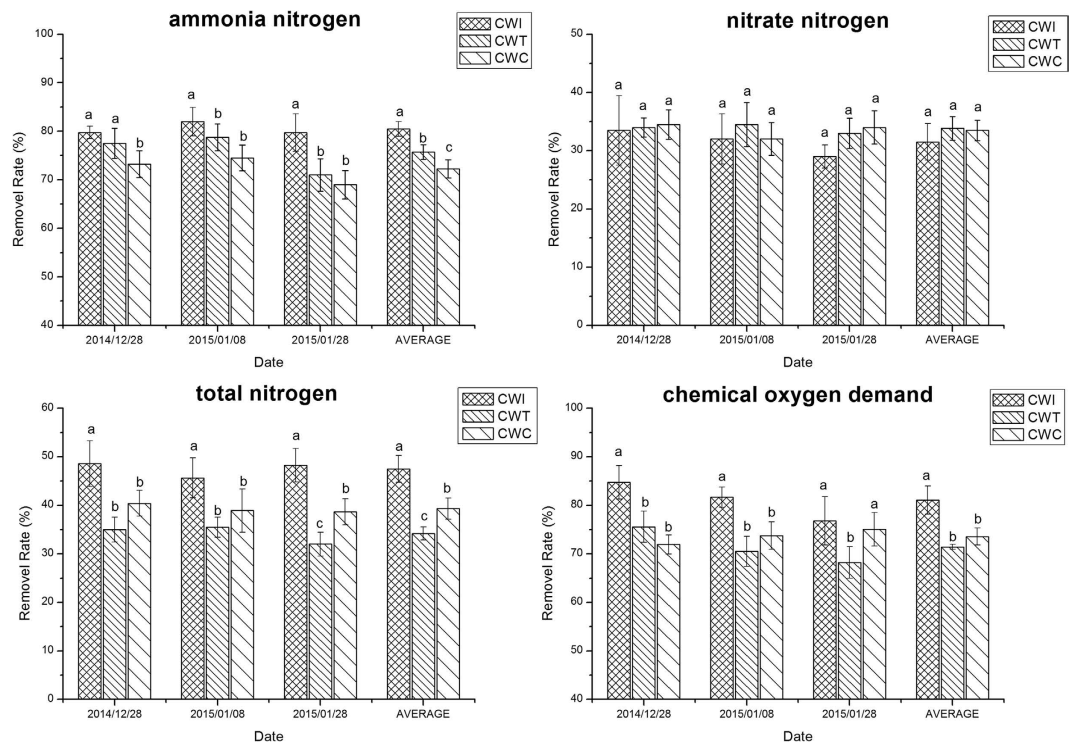 ammonia nitrogen
100
90
80
70
60
50
40
Removel Rate (%)
CWI
CWT
CWC
a a b
a b b
a b b
a b c
2014/12/28 2015/01/08 2015/01/28 AVERAGE
Date
nitrate nitrogen
50
40
30
20
10
0
Removel Rate (%)
CWI
CWT
CWC
a a a
a a a
a a a
a a a
2014/12/28 2015/01/08 2015/01/28 AVERAGE
Date
total nitrogen
60
50
40
30
20
10
0
Removel Rate (%)
CWI
CWT
CWC
a b b
a b b
a c b
a c b
2014/12/28 2015/01/08 2015/01/28 AVERAGE
Date
chemical oxygen demand
100
90
80
70
60
50
40
Removel Rate (%)
CWI
CWT
CWC
a b b
a b b
a b a
a b b
2014/12/28 2015/01/08 2015/01/28 AVERAGE
Date